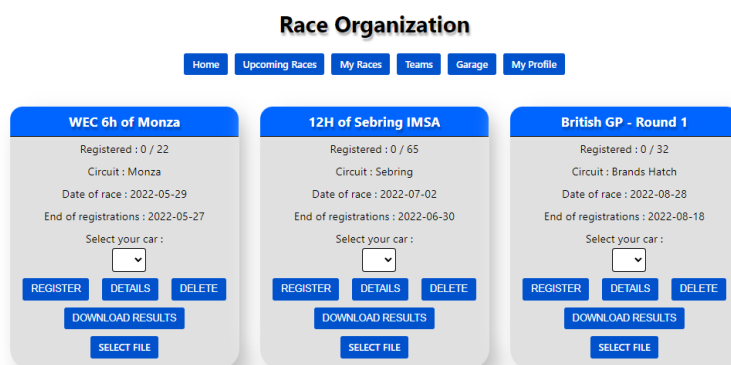 Race Organization
Home Upcoming Races My Races Teams Garage My Profile
WEC 6h of Monza
Registered : 0 / 22
Circuit : Monza
Date of race : 2022-05-29
End of registrations : 2022-05-27
Select your car :
REGISTER DETAILS DELETE
DOWNLOAD RESULTS
SELECT FILE
12H of Sebring IMSA
Registered : 0 / 65
Circuit : Sebring
Date of race : 2022-07-02
End of registrations : 2022-06-30
Select your car :
REGISTER DETAILS DELETE
DOWNLOAD RESULTS
SELECT FILE
British GP - Round 1
Registered : 0 / 32
Circuit : Brands Hatch
Date of race : 2022-08-28
End of registrations : 2022-08-18
Select your car :
REGISTER DETAILS DELETE
DOWNLOAD RESULTS
SELECT FILE